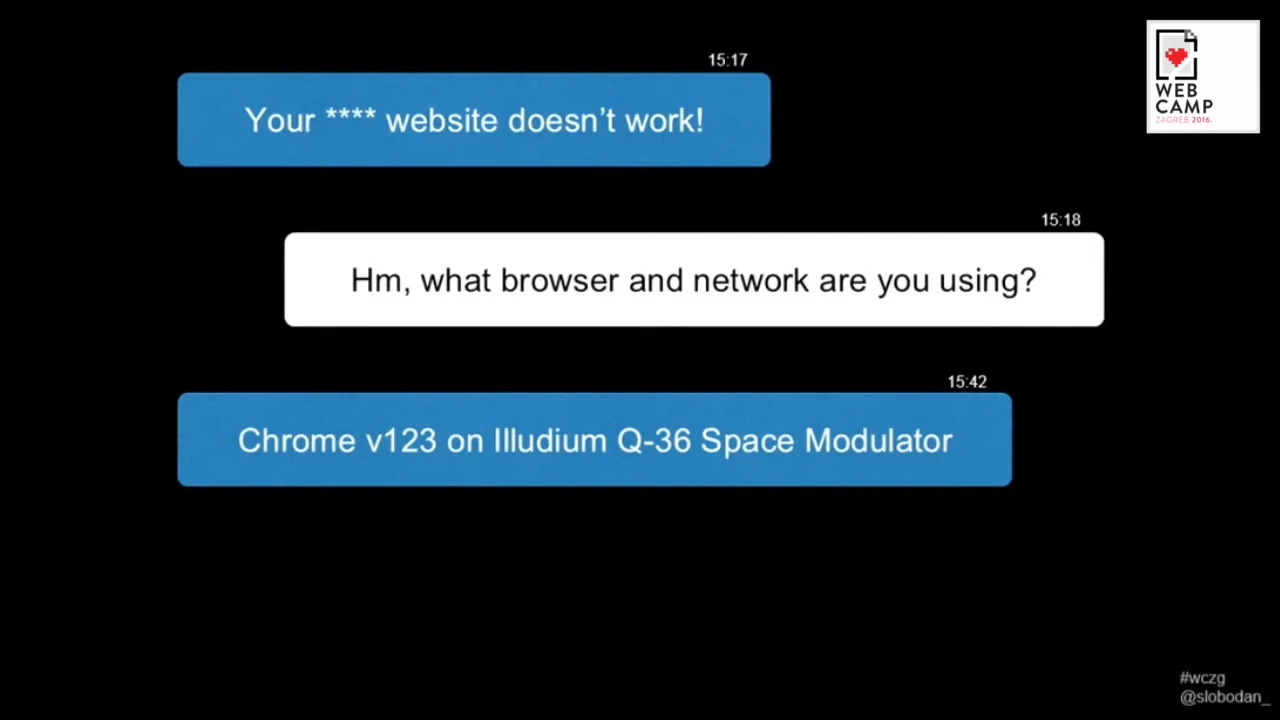 15:17
Your **** website doesn’t work!
15:18
Hm, what browser and network are you using?
15:42
Chrome v123 on Illudium Q-36 Space Modulator
WEB
CAMP
ZAGREB 2016.
#wczg
@slobodan_